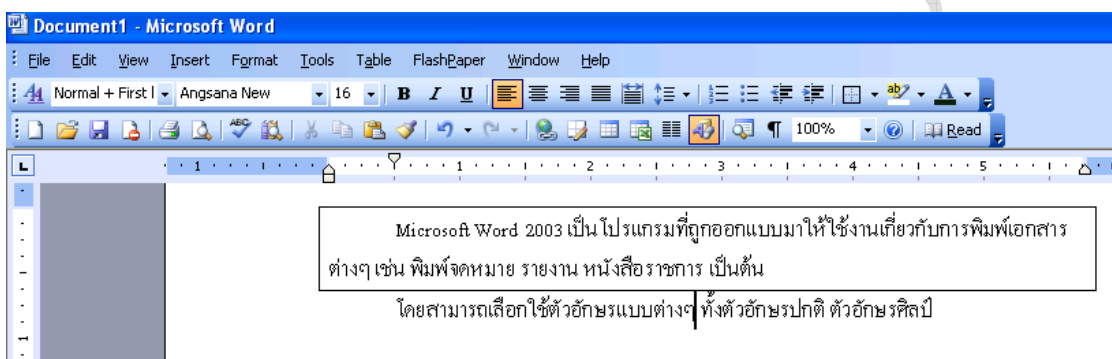 Document1 - Microsoft Word
File Edit View Insert Format Tools Table FlashPaper Window Help
Normal + First l Angsana New 16 B I U A
ABC 100% Read
1 1 2 3 4 5
Microsoft Word 2003 เป็นโปรแกรมที่ถูกออกแบบมาให้ใช้งานเกี่ยวกับการพิมพ์เอกสาร
ต่างๆ เช่น พิมพ์จดหมาย รายงาน หนังสือราชการ เป็นต้น
โดยสามารถเลือกใช้ตัวอักษรแบบต่างๆ ทั้งตัวอักษรปกติ ตัวอักษรศิลป์